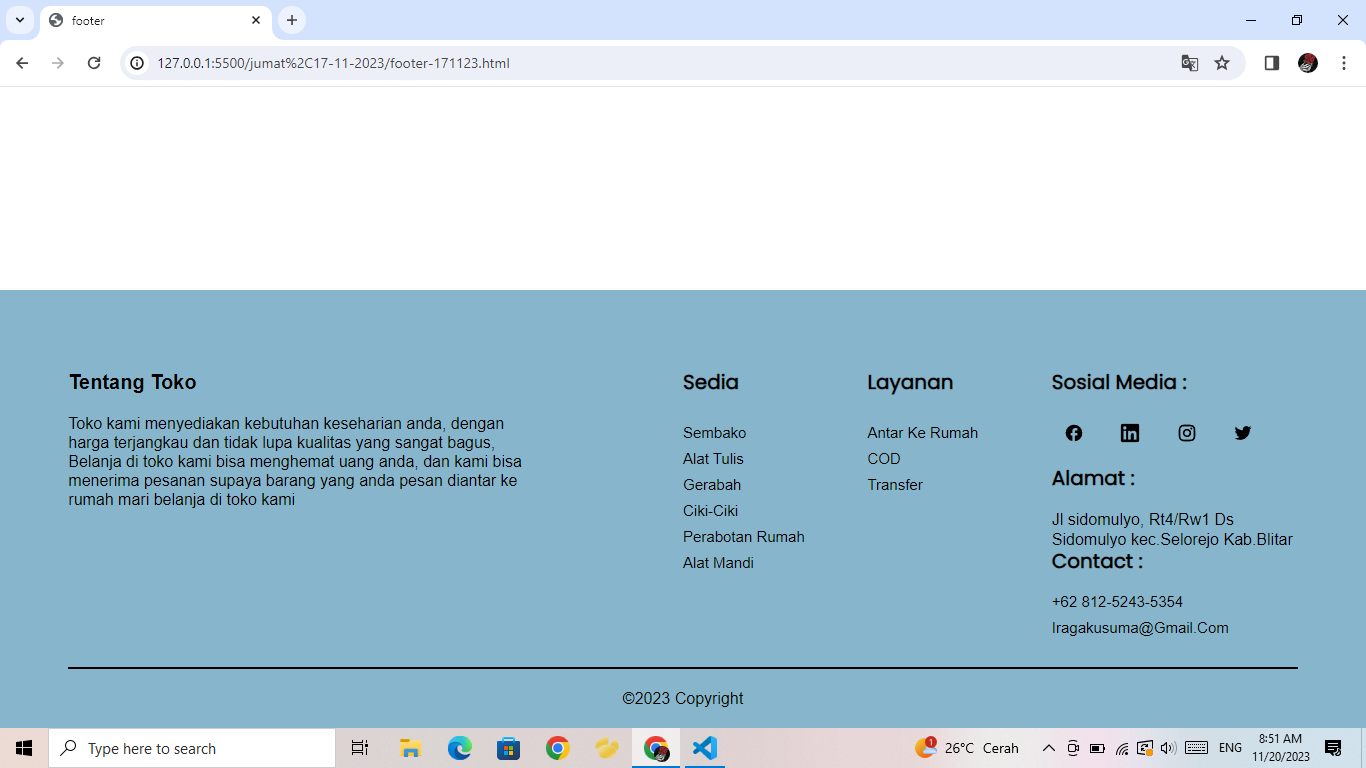 footer
127.0.0.1:5500/jumat%2C17-11-2023/footer-171123.html
Tentang Toko
Toko kami menyediakan kebutuhan keseharian anda, dengan
harga terjangkau dan tidak lupa kualitas yang sangat bagus,
Belanja di toko kami bisa menghemat uang anda, dan kami bisa
menerima pesanan supaya barang yang anda pesan diantar ke
rumah mari belanja di toko kami
Sedia
Sembako
Alat Tulis
Gerabah
Ciki-Ciki
Perabotan Rumah
Alat Mandi
Layanan
Antar Ke Rumah
COD
Transfer
Sosial Media :
Alamat :
Jl sidomulyo, Rt4/Rw1 Ds
Sidomulyo kec.Selorejo Kab.Blitar
Contact :
+62 812-5243-5354
Iragakusuma@Gmail.Com
©2023 Copyright
Type here to search
1
26°C Cerah
ENG
8:51 AM
11/20/2023
3